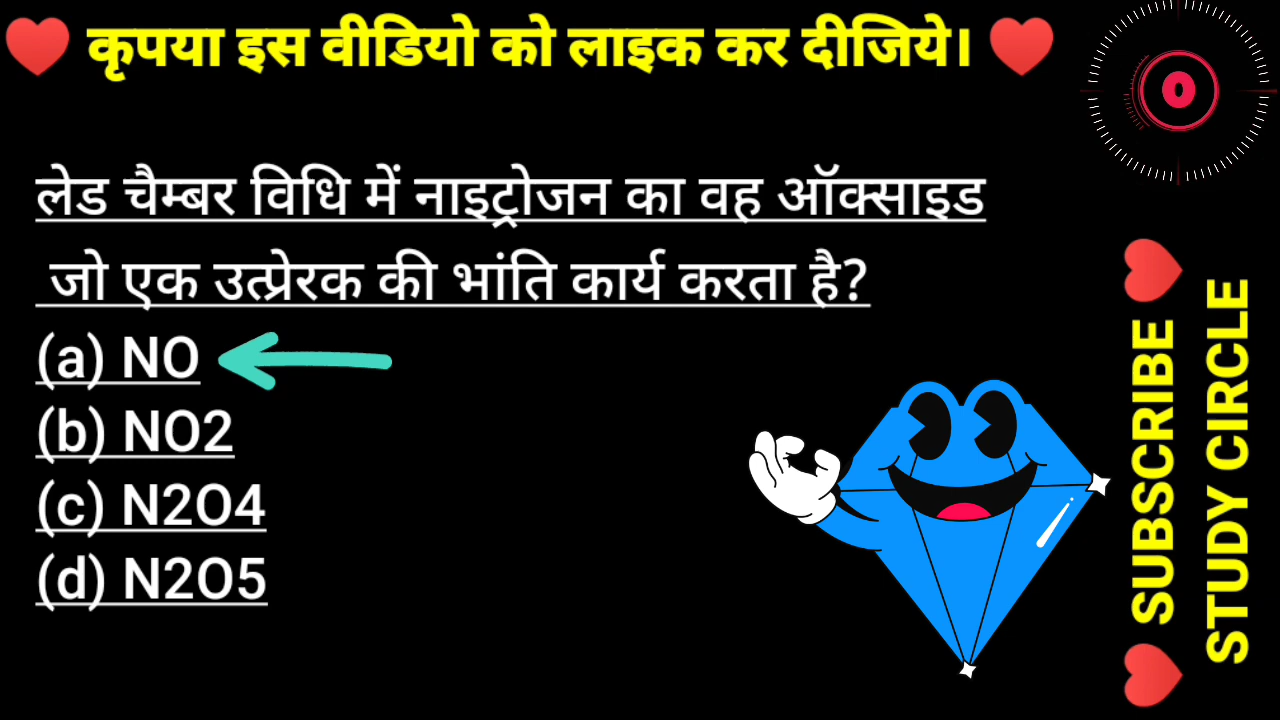 कृपया इस वीडियो को लाइक कर दीजिये।
0
लेड चैम्बर विधि में नाइट्रोजन का वह ऑक्साइड
जो एक उत्प्रेरक की भांति कार्य करता है?
(a) NO
(b) NO2
(c) N2O4
(d) N2O5
SUBSCRIBE
STUDY CIRCLE